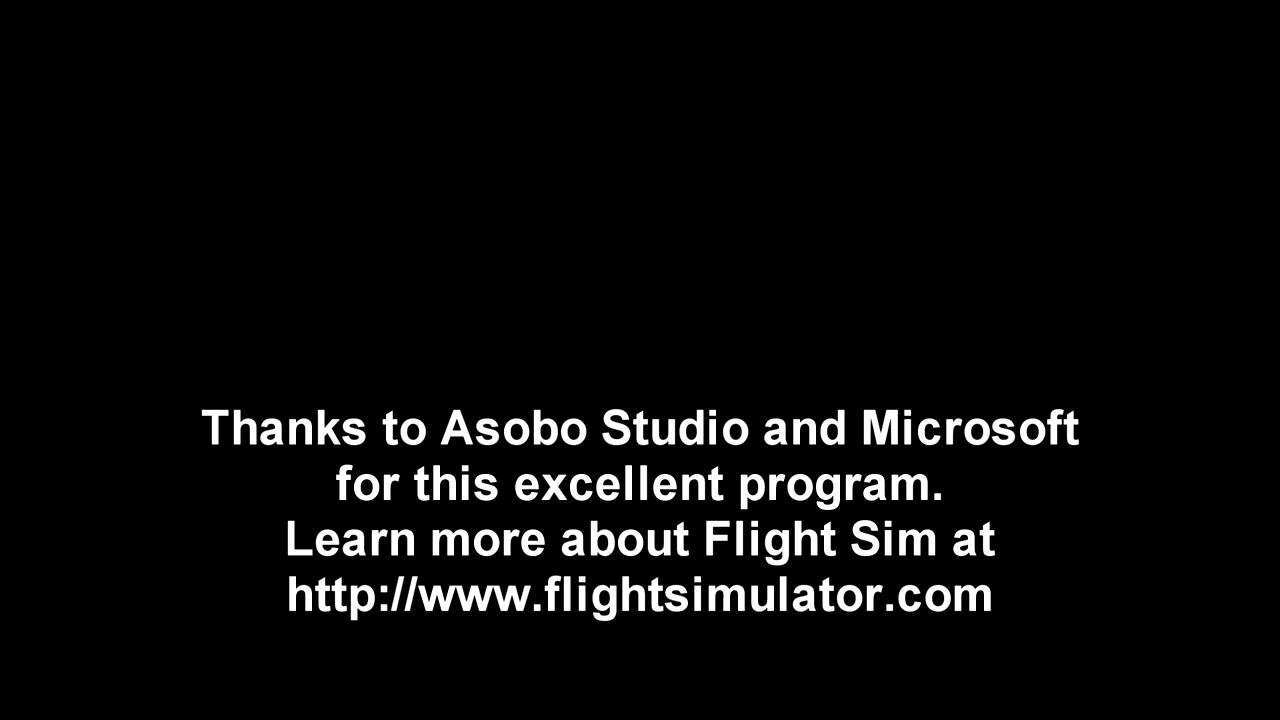 Thanks to Asobo Studio and Microsoft
for this excellent program.
Learn more about Flight Sim at
http://www.flightsimulator.com